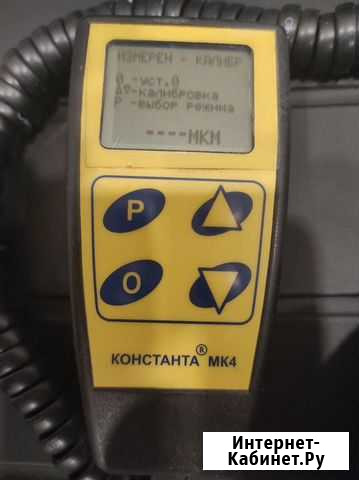 ИЗМЕРЕН - КАЛИБР
0 -уст.0
△▽-калибровка
Р -выбор режима
----МКМ
Р
О
КОНСТАНТА ® МК4
Интернет-
Кабинет.Ру